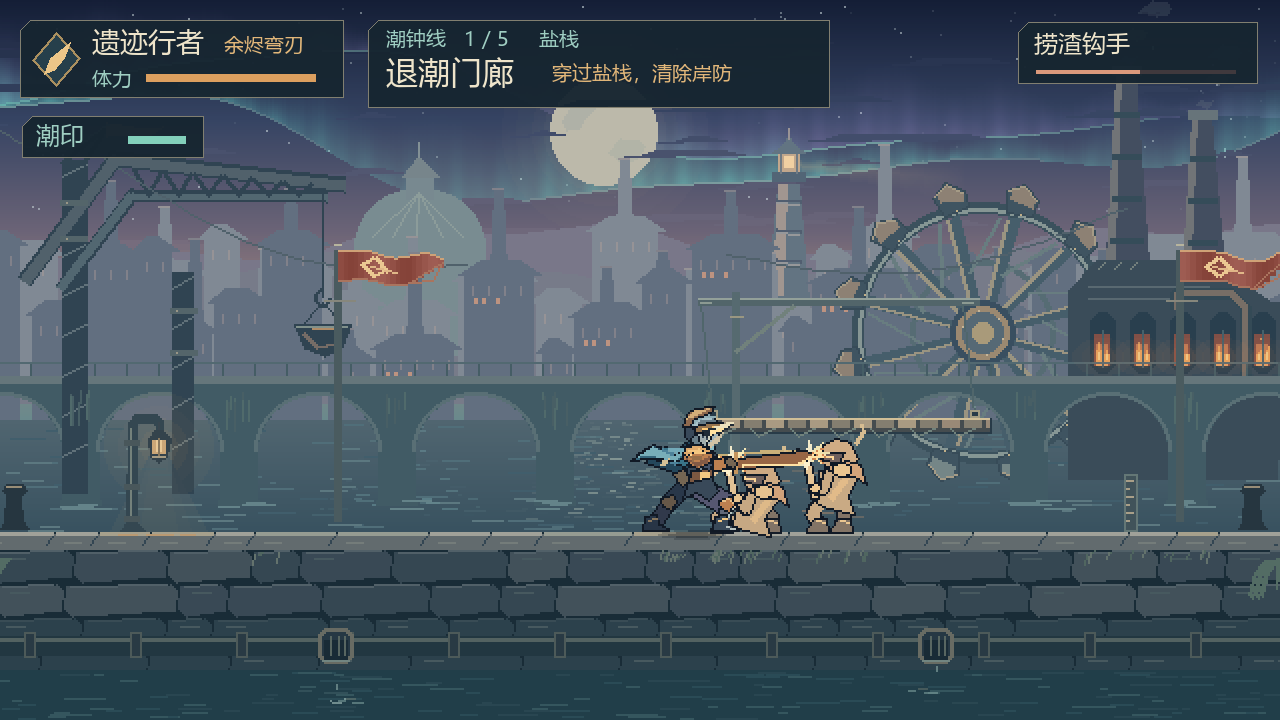 遗迹行者 余烬弯刃
体力
潮钟线 1 / 5 盐栈
退潮门廊 穿过盐栈，清除岸防
捞渣钩手
潮印